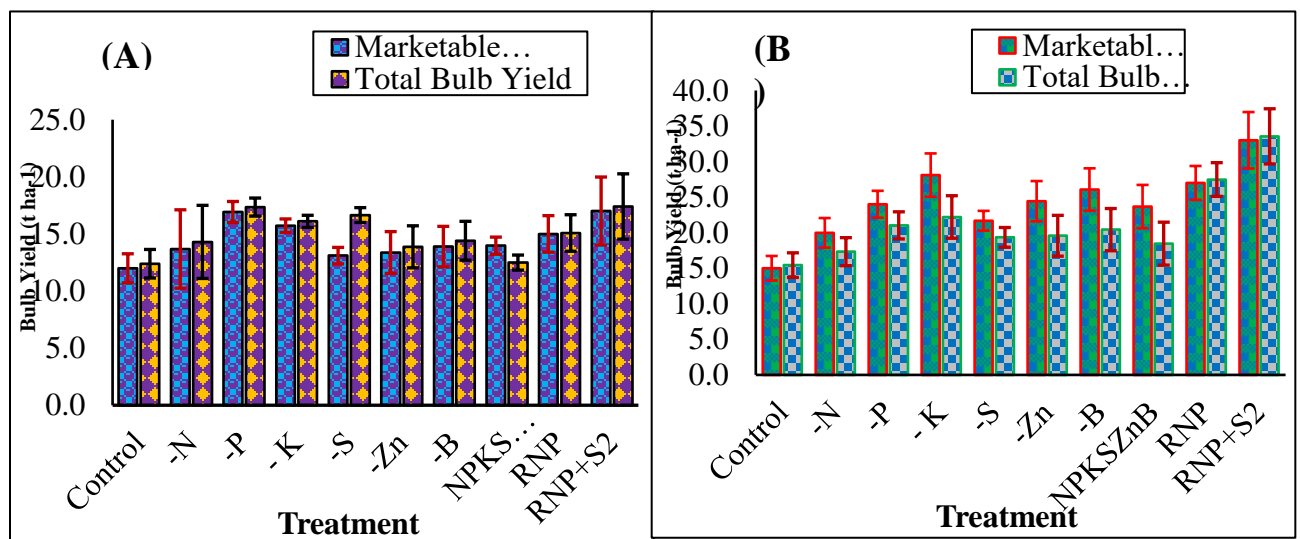 (A)
Marketable…
Total Bulb Yield
Bulb Yield (t ha-1)
25.0
20.0
15.0
10.0
5.0
0.0
Control
-N
-P
- K
-S
-Zn
-B
NPKS…
RNP
RNP+S2
Treatment
(B
)
Marketabl…
Total Bulb…
Bulb Yield (t ha-1)
40.0
35.0
30.0
25.0
20.0
15.0
10.0
5.0
0.0
Control
-N
-P
- K
-S
-Zn
-B
NPKSZnB
RNP
RNP+S2
Treatment